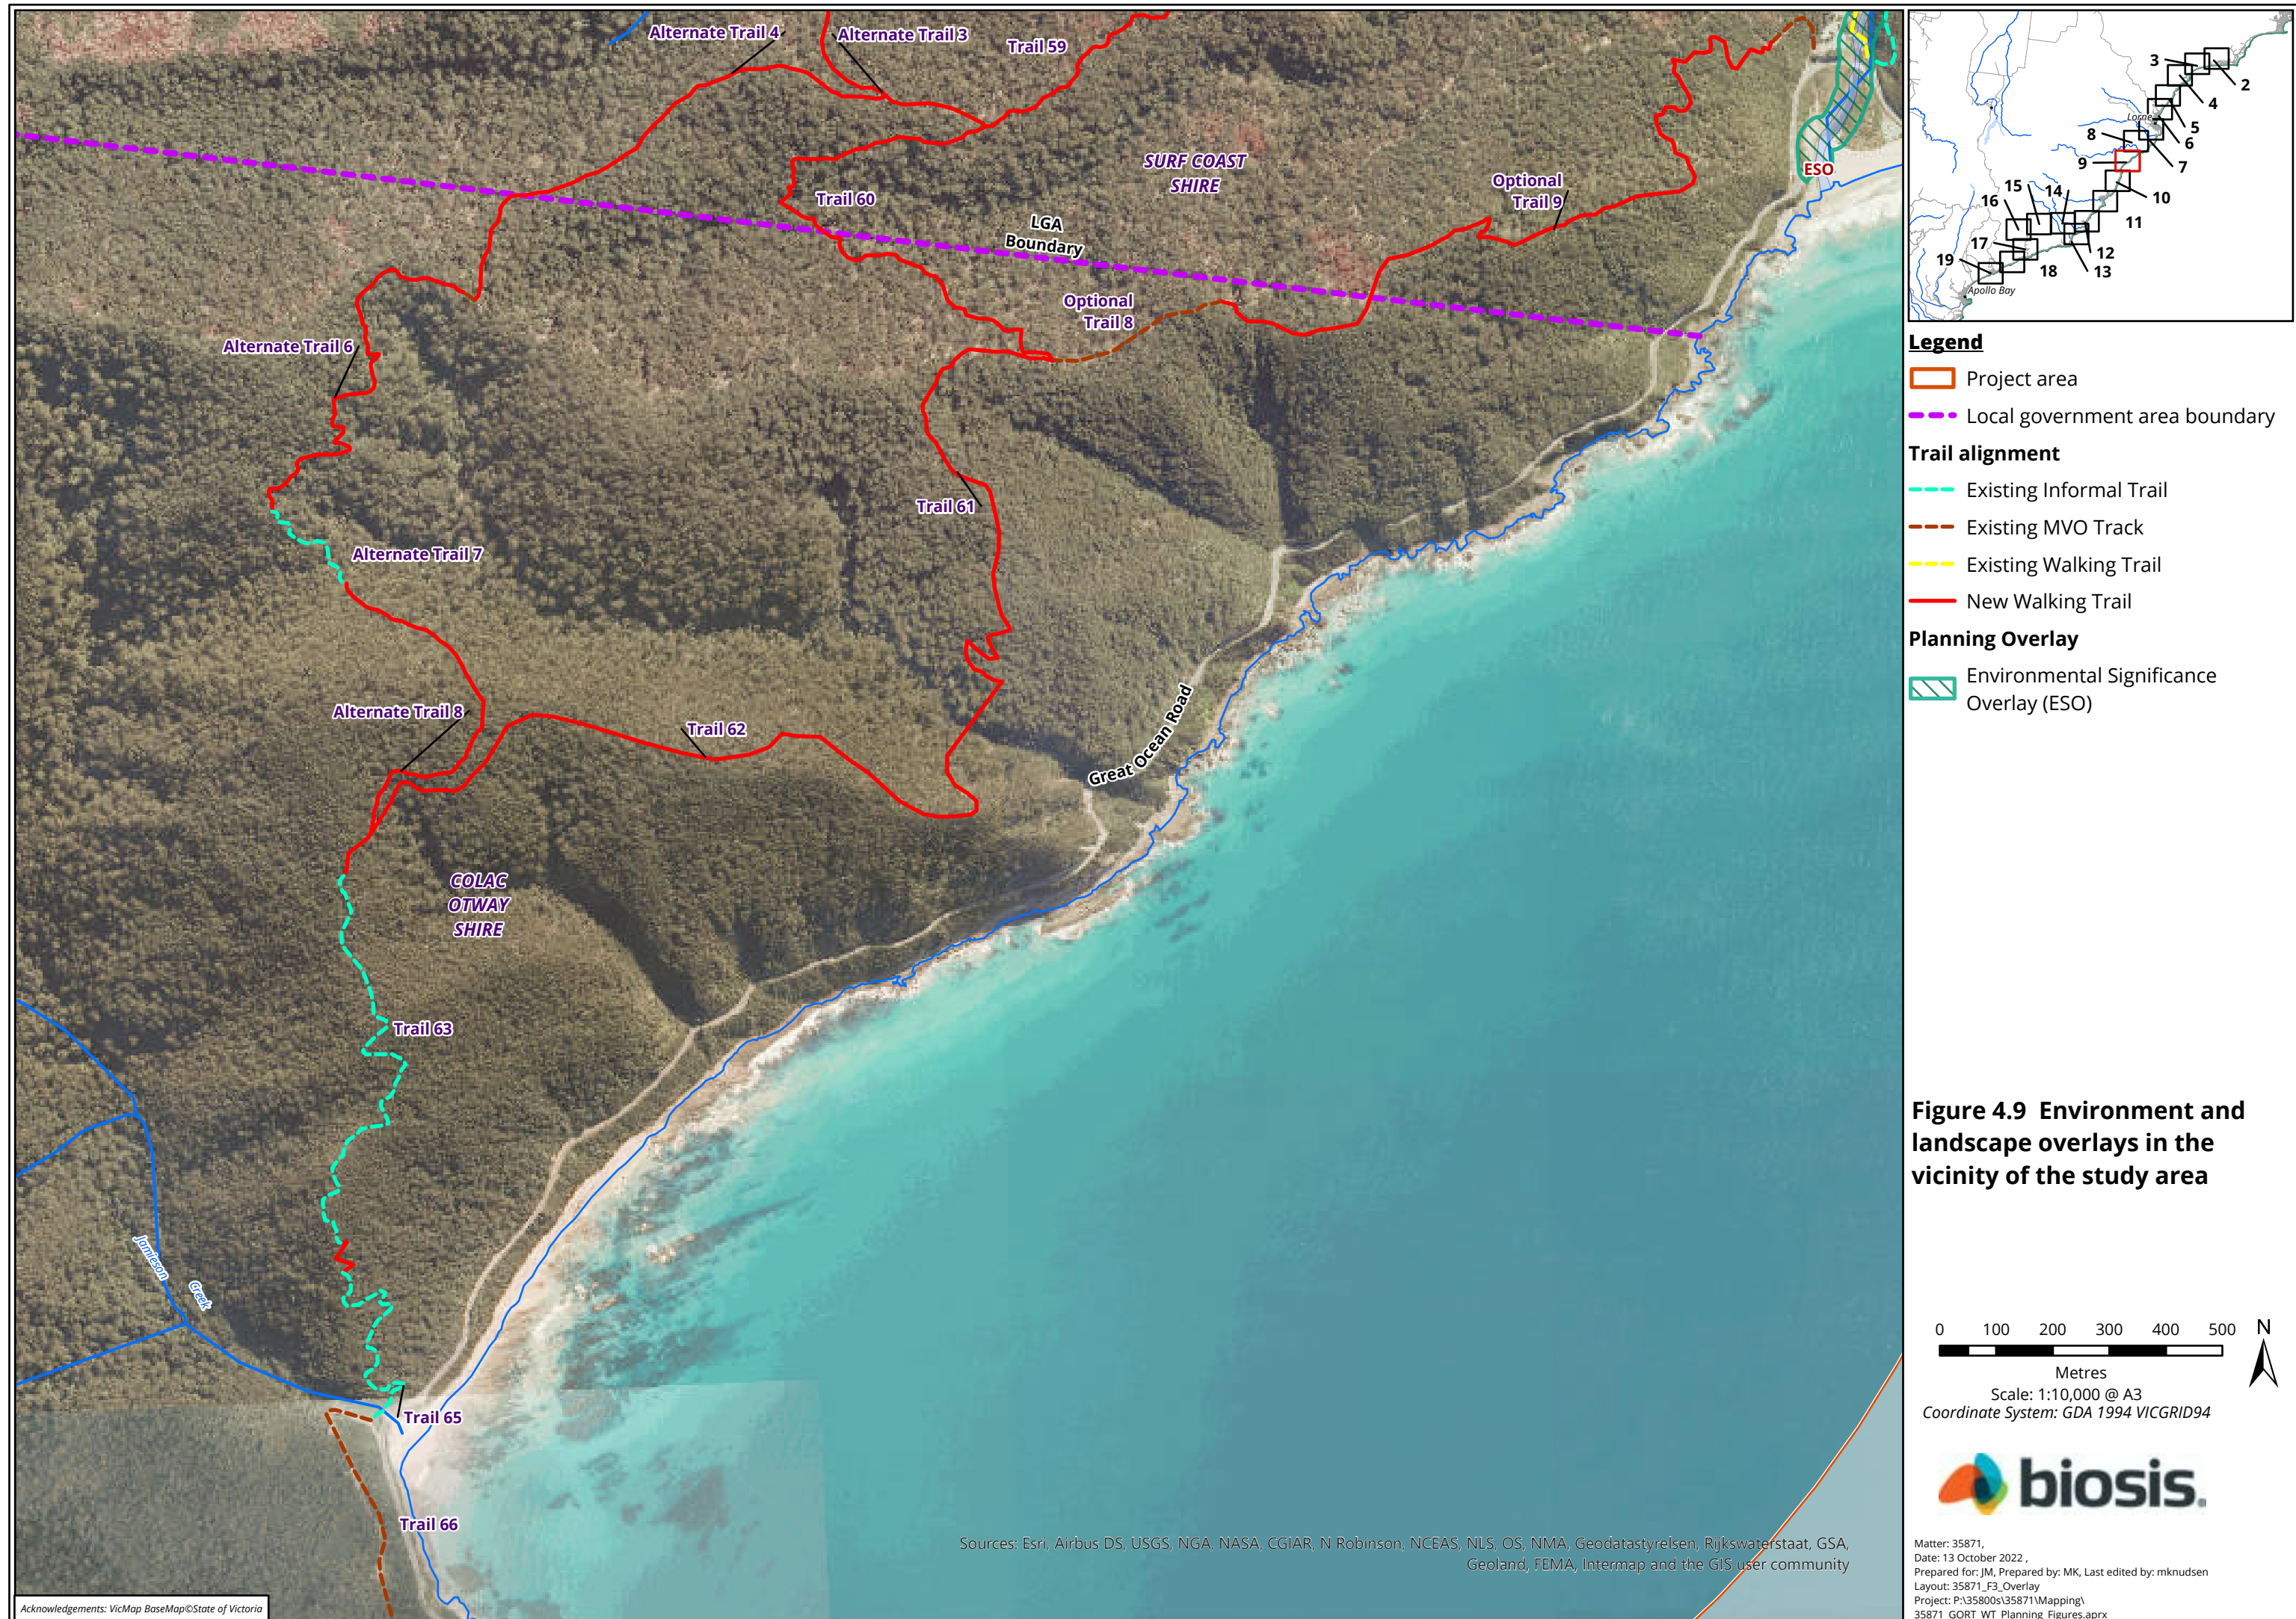 Alternate Trail 4
Alternate Trail 3
Trail 59
SURF COAST
SHIRE
Trail 60
LGA
Boundary
Optional
Trail 9
ESO
Optional
Trail 8
Alternate Trail 6
Trail 61
Alternate Trail 7
Alternate Trail 8
Trail 62
Great Ocean Road
COLAC
OTWAY
SHIRE
Trail 63
Jamieson
Creek
Trail 65
Trail 66
Sources: Esri, Airbus DS, USGS, NGA, NASA, CGIAR, N Robinson, NCEAS, NLS, OS, NMA, Geodatastyrelsen, Rijkswaterstaat, GSA,
Geoland, FEMA, Intermap and the GIS user community
Acknowledgements: VicMap BaseMap©State of Victoria
3
2
4
Lorne
5
8
6
9
7
15
14
10
16
11
17
12
19
18
13
Apollo Bay
Legend
Project area
Local government area boundary
Trail alignment
Existing Informal Trail
Existing MVO Track
Existing Walking Trail
New Walking Trail
Planning Overlay
Environmental Significance
Overlay (ESO)
Figure 4.9 Environment and
landscape overlays in the
vicinity of the study area
0 100 200 300 400 500
N
Metres
Scale: 1:10,000 @ A3
Coordinate System: GDA 1994 VICGRID94
biosis.
Matter: 35871,
Date: 13 October 2022 ,
Prepared for: JM, Prepared by: MK, Last edited by: mknudsen
Layout: 35871_F3_Overlay
Project: P:\35800s\35871\Mapping\
35871_GORT_WT_Planning_Figures.aprx